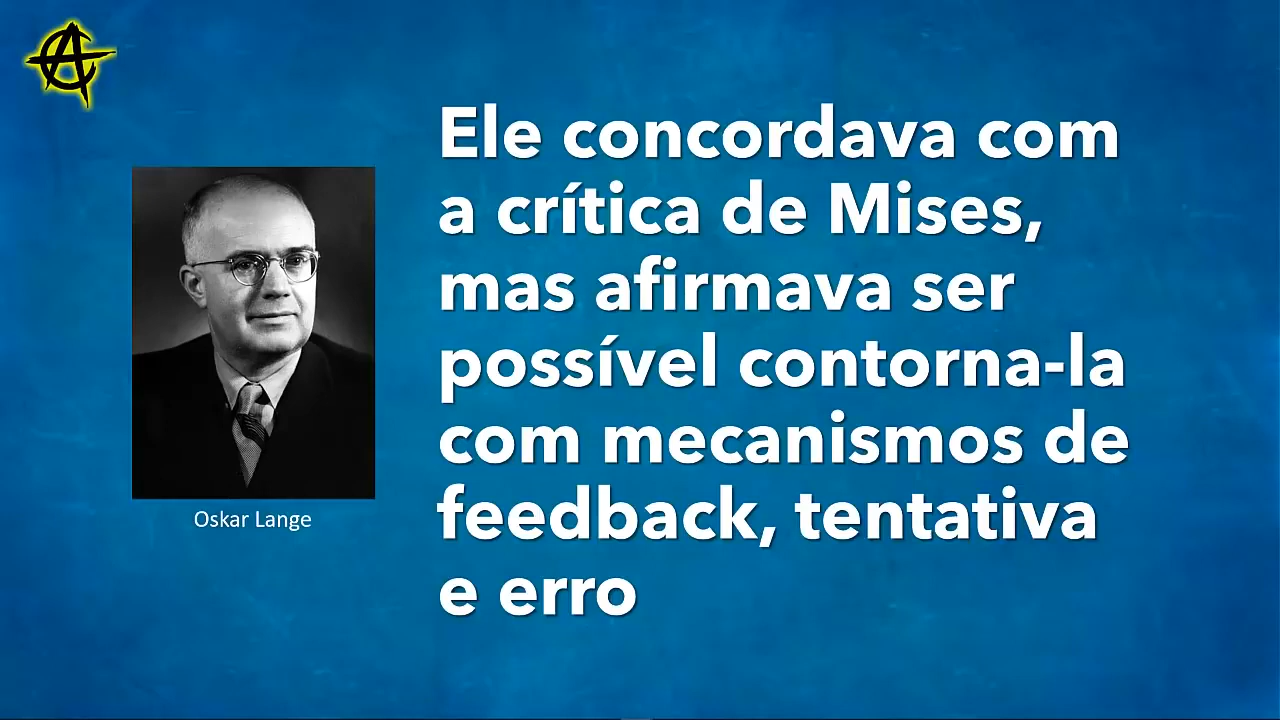 Ele concordava com
a crítica de Mises,
mas afirmava ser
possível contorna-la
com mecanismos de
feedback, tentativa
e erro
Oskar Lange